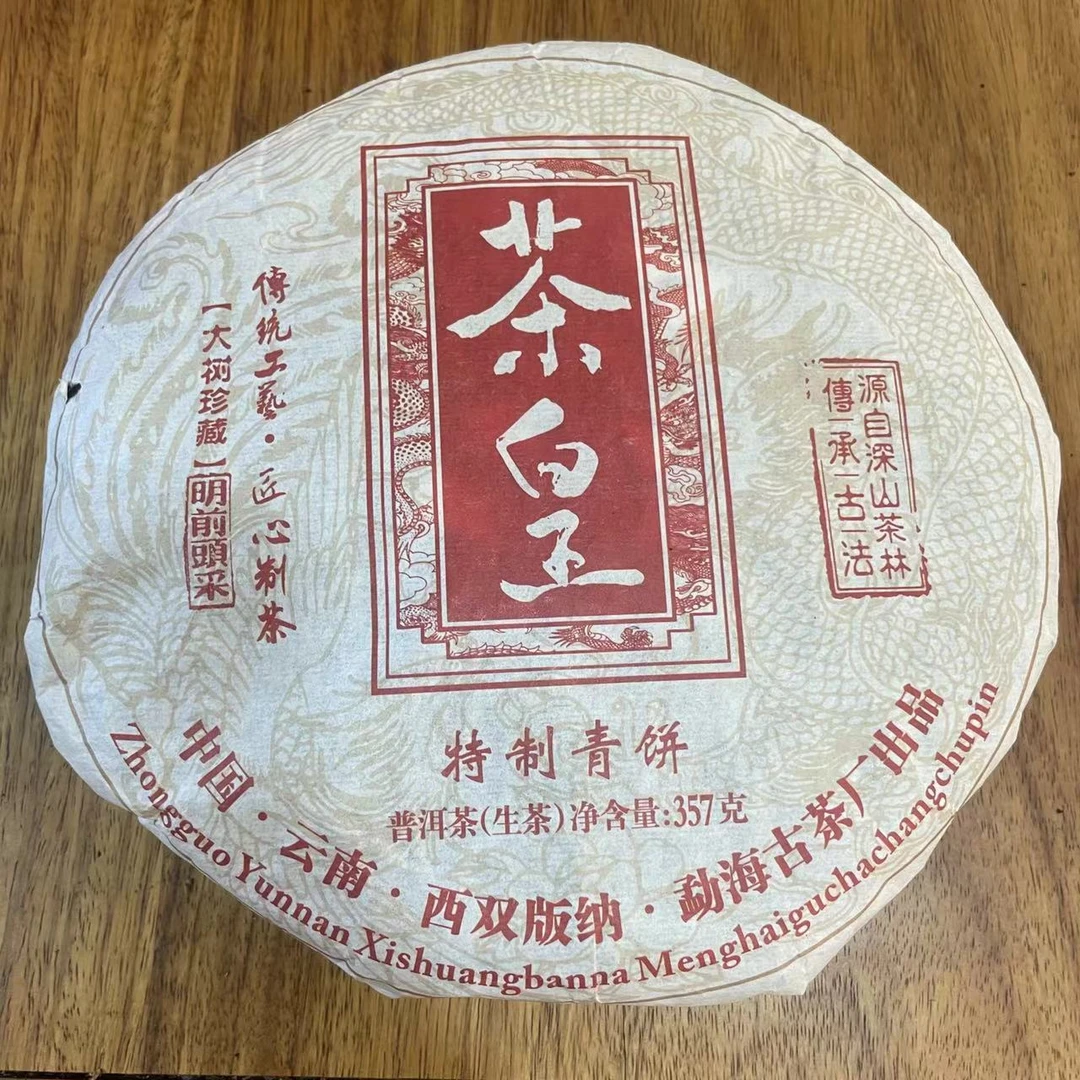 茶皇
傳統工藝·匠心制茶
【大树珍藏】明前頭采
源自深山茶林
傳承古法
特制青饼
普洱茶(生茶)净含量:357克
中国·云南·西双版纳·勐海古茶厂出品
Zhongguo Yunnan Xishuangbanna Menghaiguchachangchupin